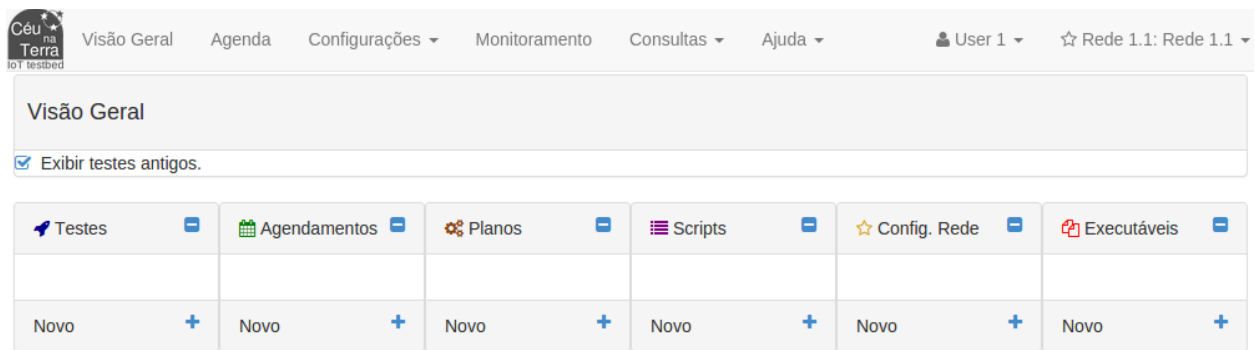 Céu
na
Terra
IoT testbed
Visão Geral Agenda Configurações Monitoramento Consultas Ajuda User 1 Rede 1.1: Rede 1.1
Visão Geral
Exibir testes antigos.
Testes Agendamentos Planos Scripts Config. Rede Executáveis
Novo Novo Novo Novo Novo Novo